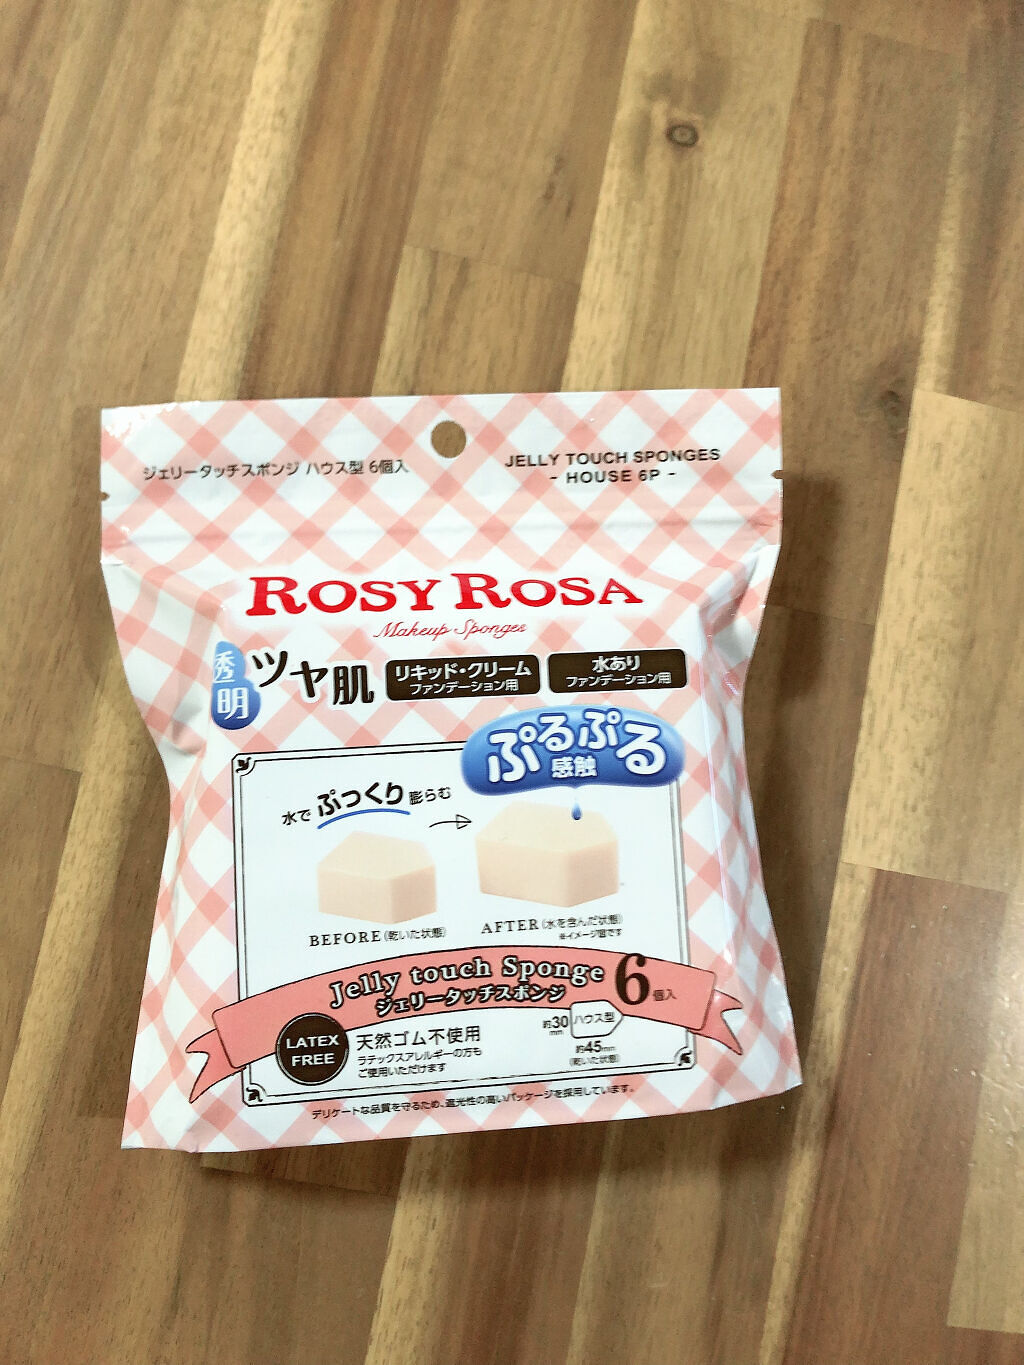 ジェリータッチスポンジ ハウス型 6個入
JELLY TOUCH SPONGES
- HOUSE 6P -
ROSY ROSA
Makeup Sponges
透明
ツヤ肌
リキッド・クリーム
ファンデーション用
水あり
ファンデーション用
ぷるぷる
感触
水で ぷっくり 膨らむ
BEFORE (乾いた状態)
AFTER (水を含んだ状態)
※イメージ図です
Jelly touch Sponge
ジェリータッチスポンジ
6個入
LATEX
FREE
天然ゴム不使用
ラテックスアレルギーの方も
ご使用いただけます
約30mm
ハウス型
約45mm
(乾いた状態)
デリケートな品質を守るため、遮光性の高いパッケージを採用しています。